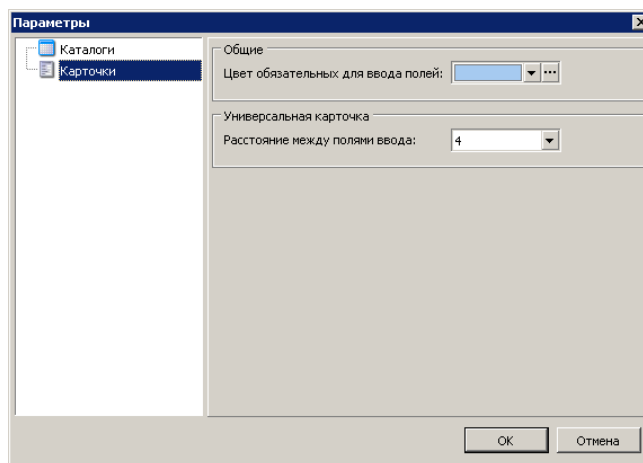 Параметры
Каталоги
Карточки
Общие
Цвет обязательных для ввода полей:
Универсальная карточка
Расстояние между полями ввода: 4
OK Отмена